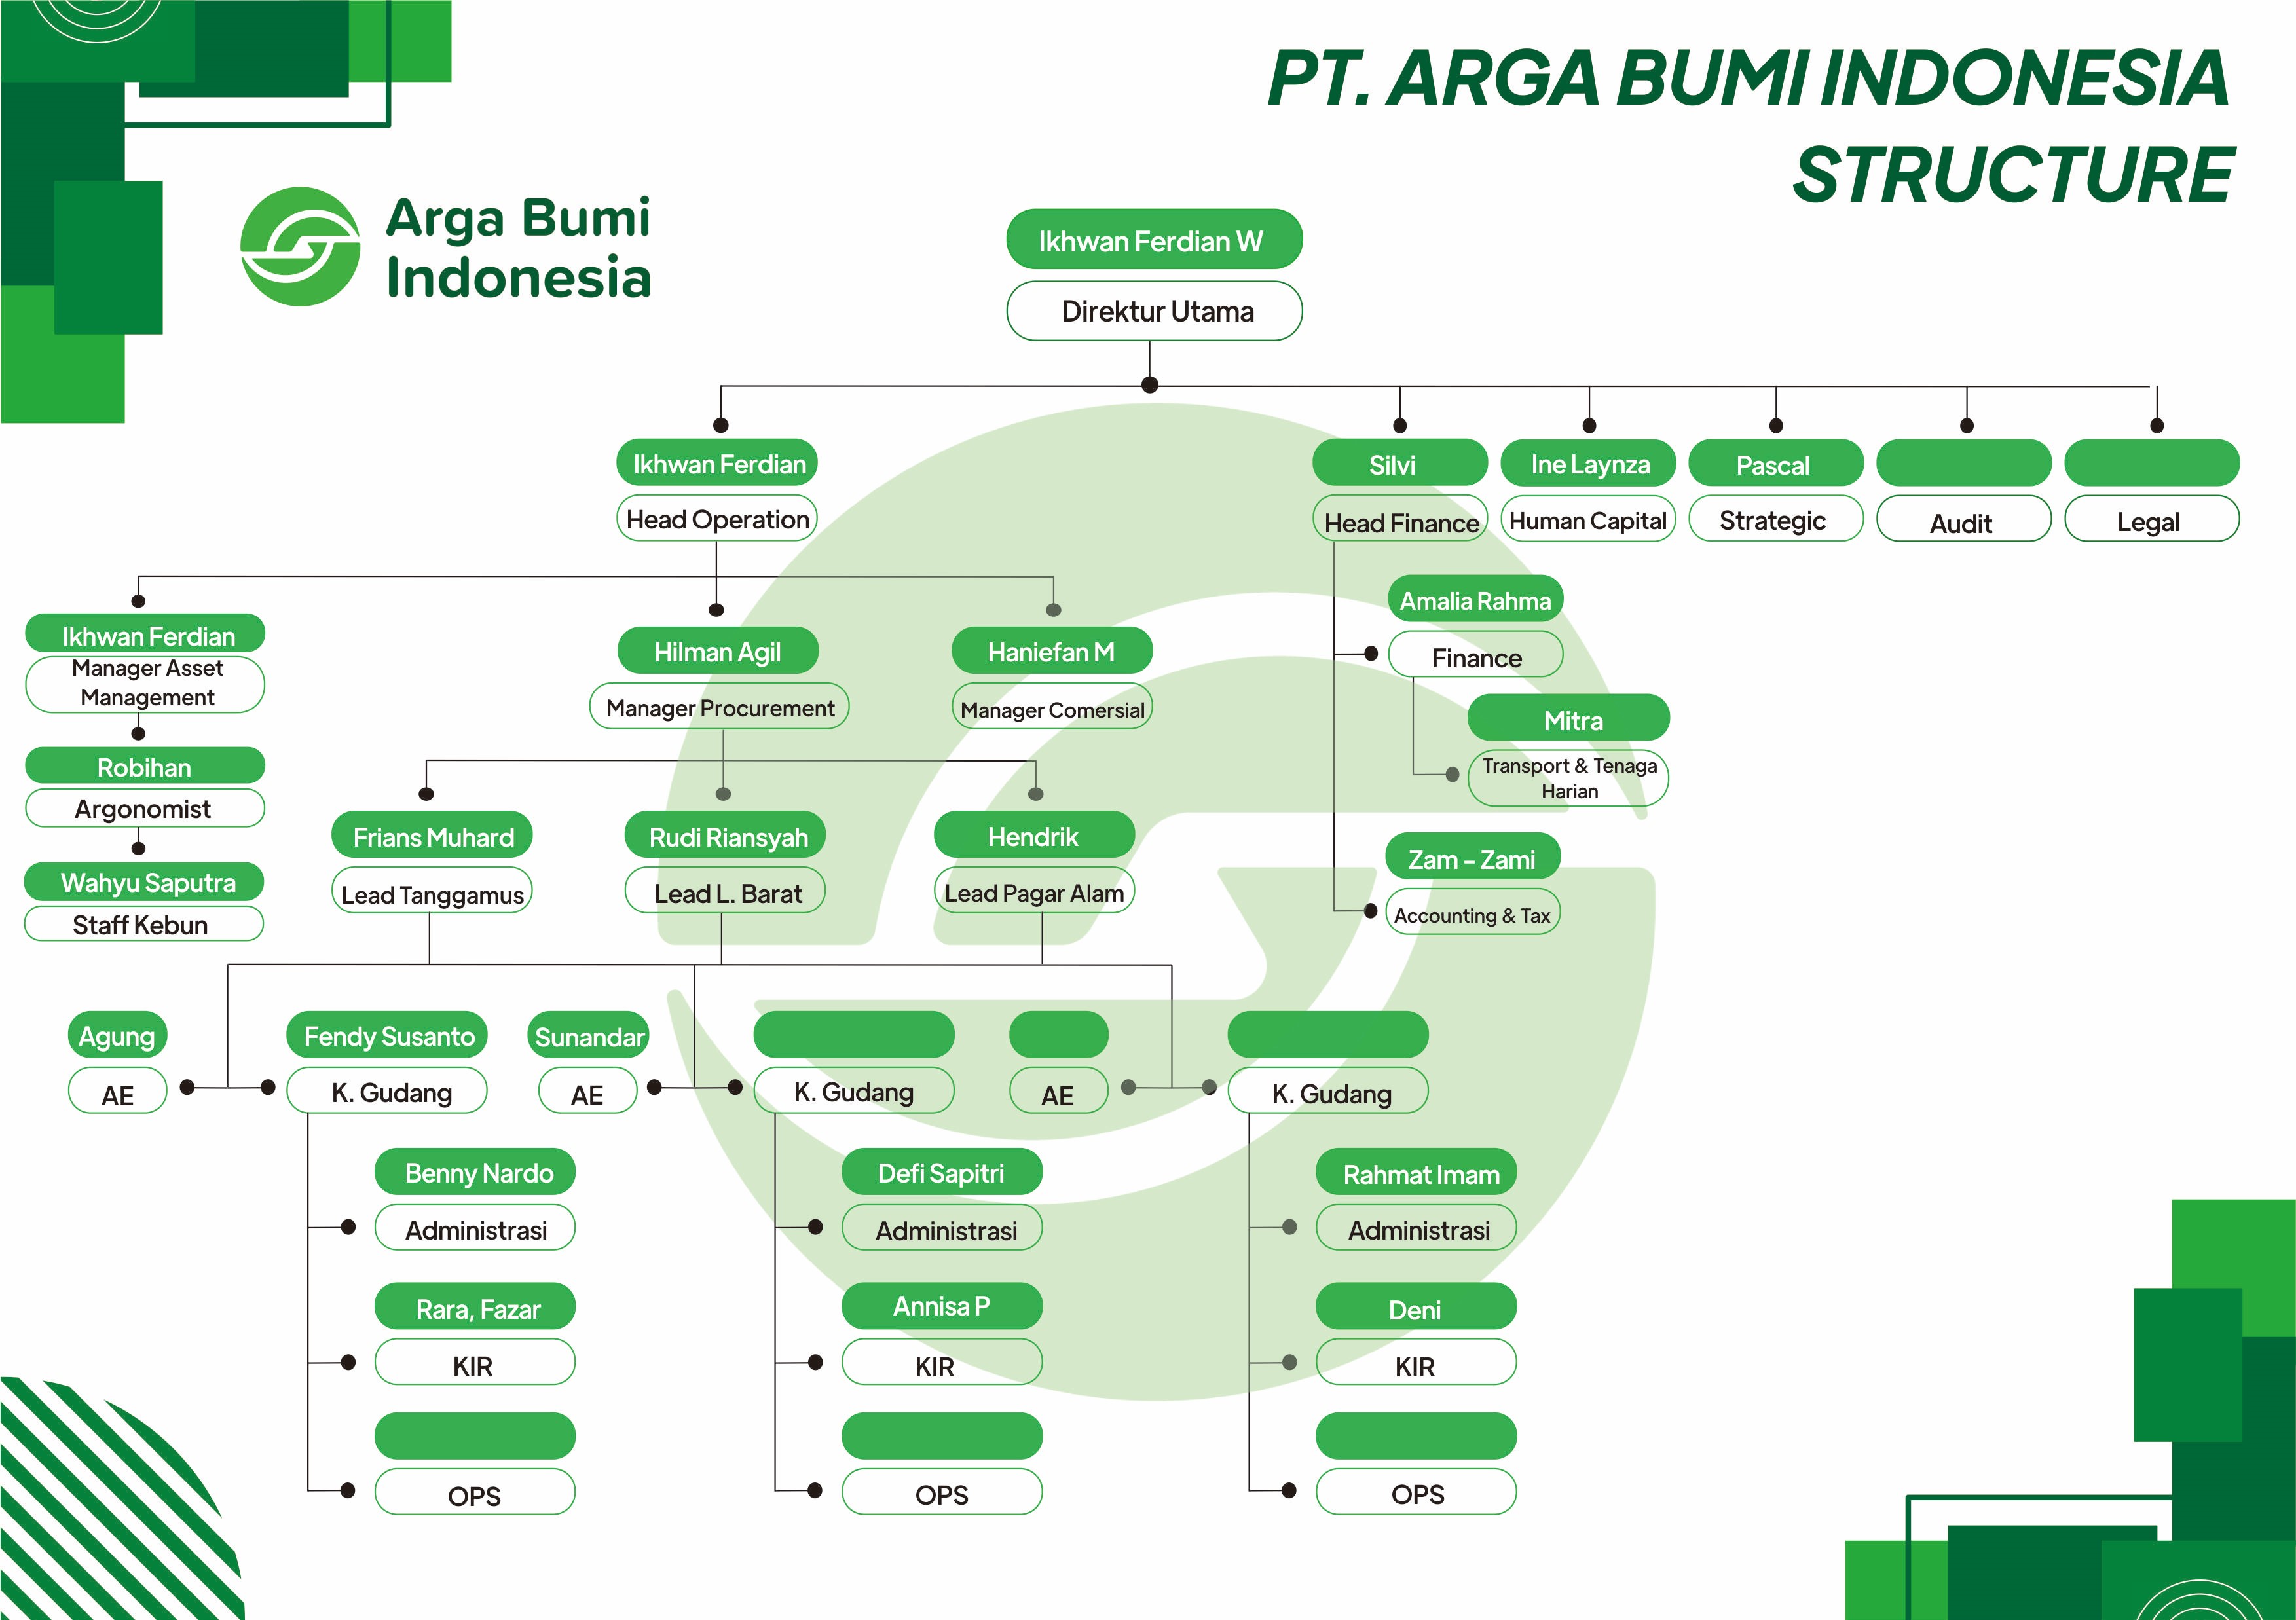 PT. ARGA BUMI INDONESIA
STRUCTURE
Arga Bumi
Indonesia
Ikhwan Ferdian W
Direktur Utama
Ikhwan Ferdian
Head Operation
Silvi
Head Finance
Ine Laynza
Human Capital
Pascal
Strategic
Audit
Legal
Ikhwan Ferdian
Manager Asset
Management
Hilman Agil
Manager Procurement
Haniefan M
Manager Comersial
Amalia Rahma
Finance
Mitra
Transport & Tenaga
Harian
Zam - Zami
Accounting & Tax
Robihan
Argonomist
Wahyu Saputra
Staff Kebun
Frians Muhard
Lead Tanggamus
Rudi Riansyah
Lead L. Barat
Hendrik
Lead Pagar Alam
Agung
AE
Fendy Susanto
K. Gudang
Sunandar
AE
K. Gudang
AE
K. Gudang
Benny Nardo
Administrasi
Rara, Fazar
KIR
OPS
Defi Sapitri
Administrasi
Annisa P
KIR
OPS
Rahmat Imam
Administrasi
Deni
KIR
OPS